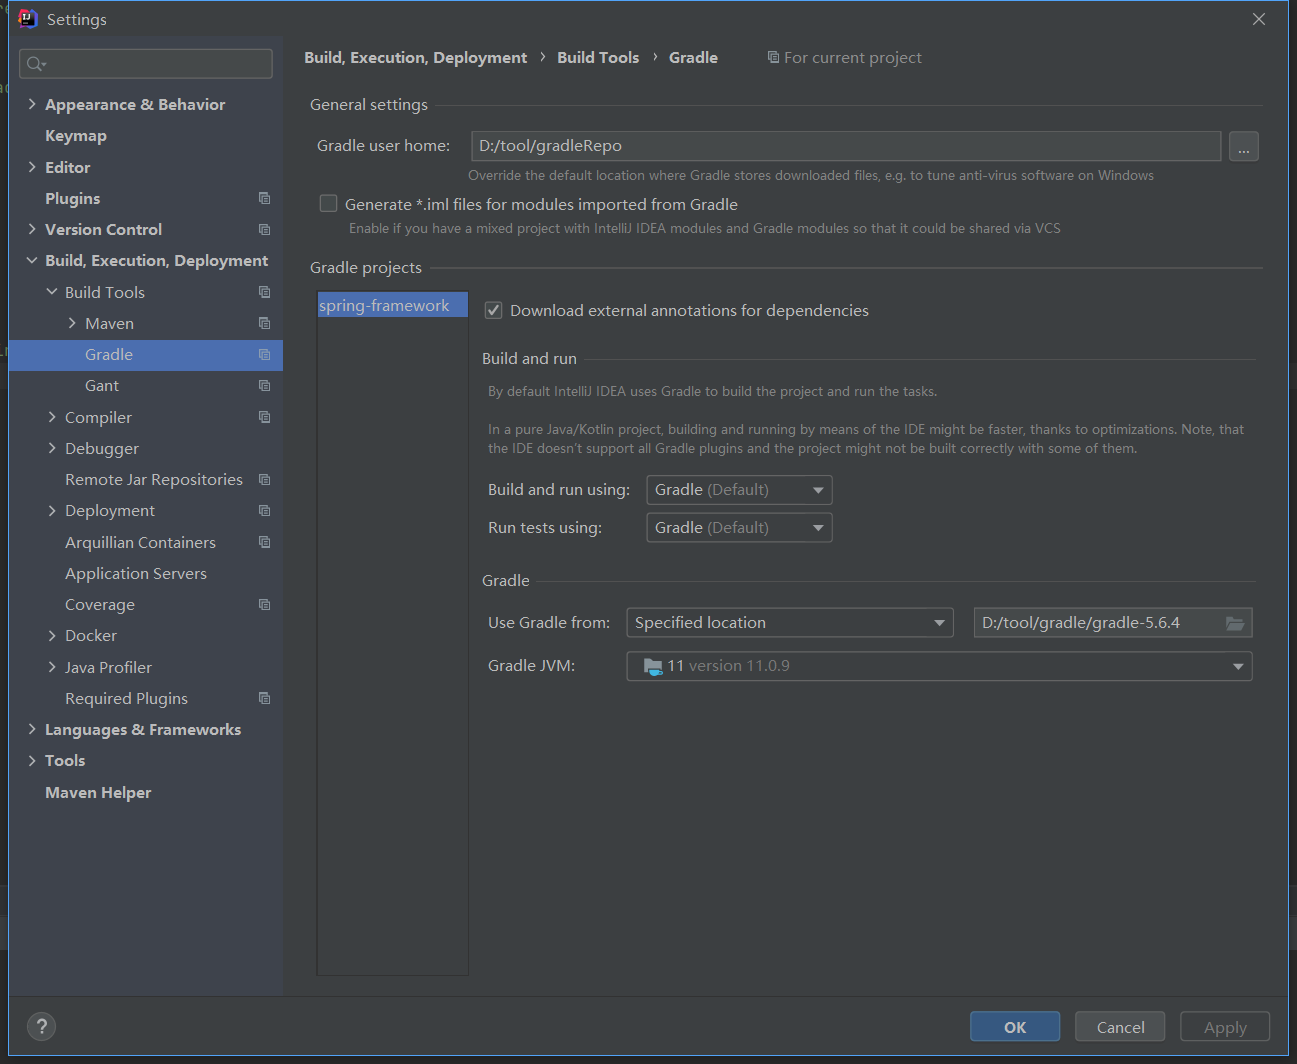 Settings
Build, Execution, Deployment › Build Tools › Gradle For current project
Appearance & Behavior
Keymap
Editor
Plugins
Version Control
Build, Execution, Deployment
Build Tools
Maven
Gradle
Gant
Compiler
Debugger
Remote Jar Repositories
Deployment
Arquillian Containers
Application Servers
Coverage
Docker
Java Profiler
Required Plugins
Languages & Frameworks
Tools
Maven Helper
General settings
Gradle user home: D:/tool/gradleRepo ...
Override the default location where Gradle stores downloaded files, e.g. to tune anti-virus software on Windows
Generate *.iml files for modules imported from Gradle
Enable if you have a mixed project with IntelliJ IDEA modules and Gradle modules so that it could be shared via VCS
Gradle projects
spring-framework
Download external annotations for dependencies
Build and run
By default IntelliJ IDEA uses Gradle to build the project and run the tasks.
In a pure Java/Kotlin project, building and running by means of the IDE might be faster, thanks to optimizations. Note, that
the IDE doesn't support all Gradle plugins and the project might not be built correctly with some of them.
Build and run using: Gradle (Default)
Run tests using: Gradle (Default)
Gradle
Use Gradle from: Specified location D:/tool/gradle/gradle-5.6.4
Gradle JVM: 11 version 11.0.9
? OK Cancel Apply